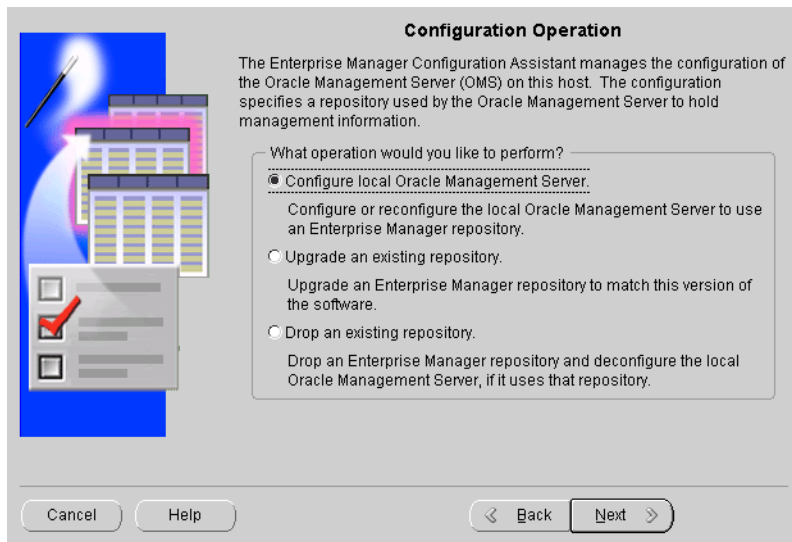 Configuration Operation
The Enterprise Manager Configuration Assistant manages the configuration of
the Oracle Management Server (OMS) on this host. The configuration
specifies a repository used by the Oracle Management Server to hold
management information.
What operation would you like to perform?
Configure local Oracle Management Server.
Configure or reconfigure the local Oracle Management Server to use
an Enterprise Manager repository.
Upgrade an existing repository.
Upgrade an Enterprise Manager repository to match this version of
the software.
Drop an existing repository.
Drop an Enterprise Manager repository and deconfigure the local
Oracle Management Server, if it uses that repository.
Cancel Help Back Next